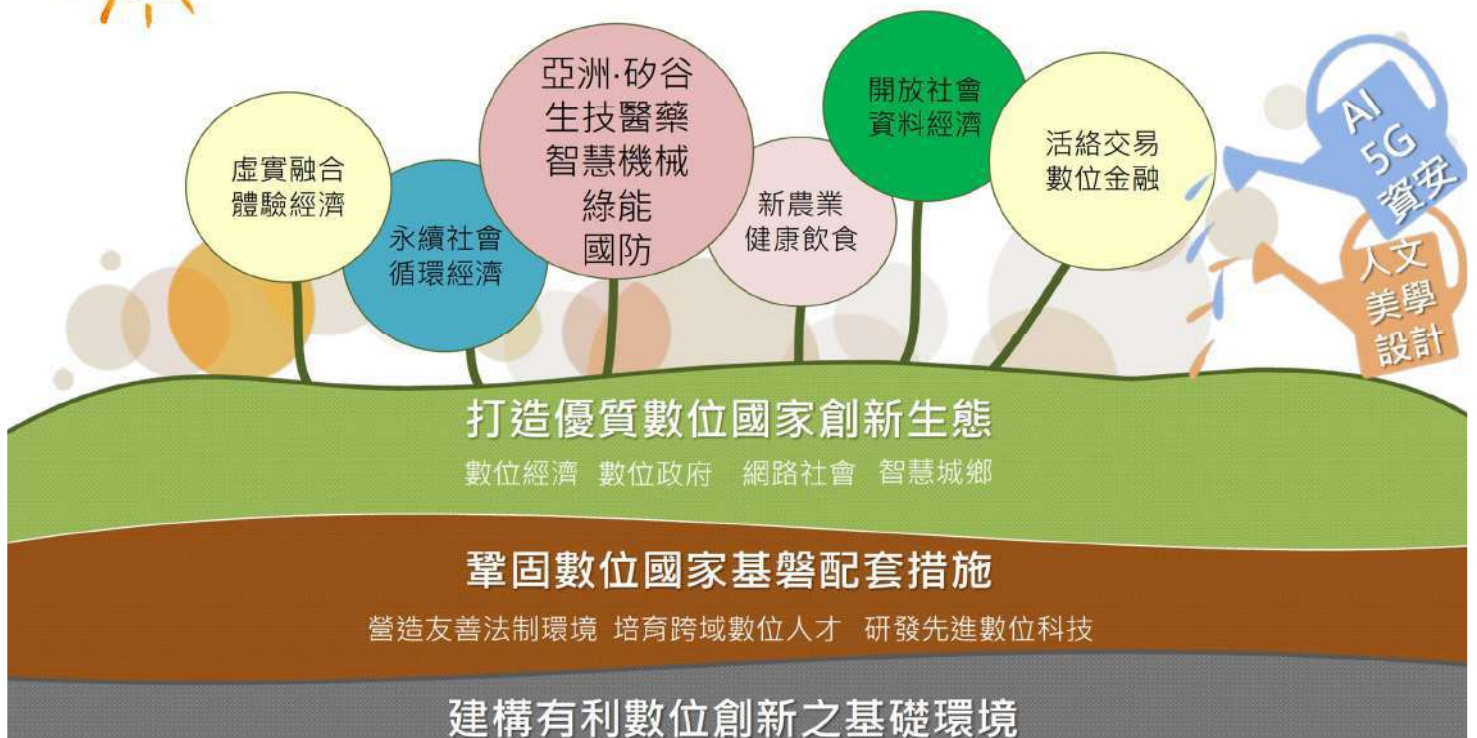 虛實融合
體驗經濟
永續社會
循環經濟
亞洲·矽谷
生技醫藥
智慧機械
綠能
國防
新農業
健康飲食
開放社會
資料經濟
活絡交易
數位金融
AI
5G
資安
人文
美學
設計
打造優質數位國家創新生態
數位經濟 數位政府 網路社會 智慧城鄉
鞏固數位國家基磐配套措施
營造友善法制環境 培育跨域數位人才 研發先進數位科技
建構有利數位創新之基礎環境